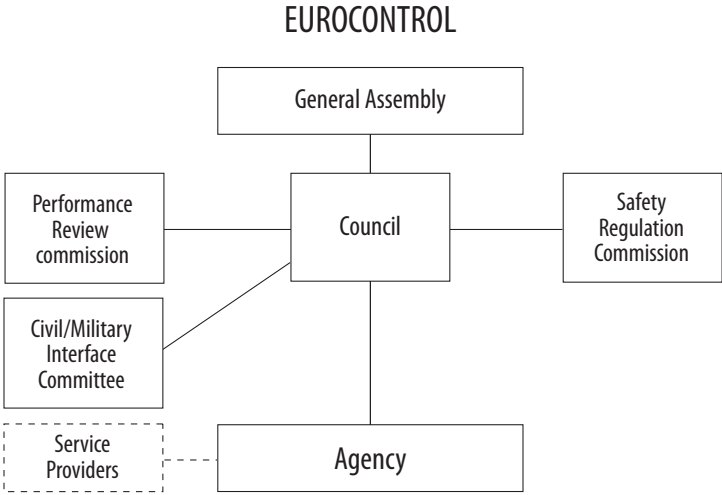 EUROCONTROL
General Assembly
Performance
Review
commission
Council
Safety
Regulation
Commission
Civil/Military
Interface
Committee
Service
Providers
Agency